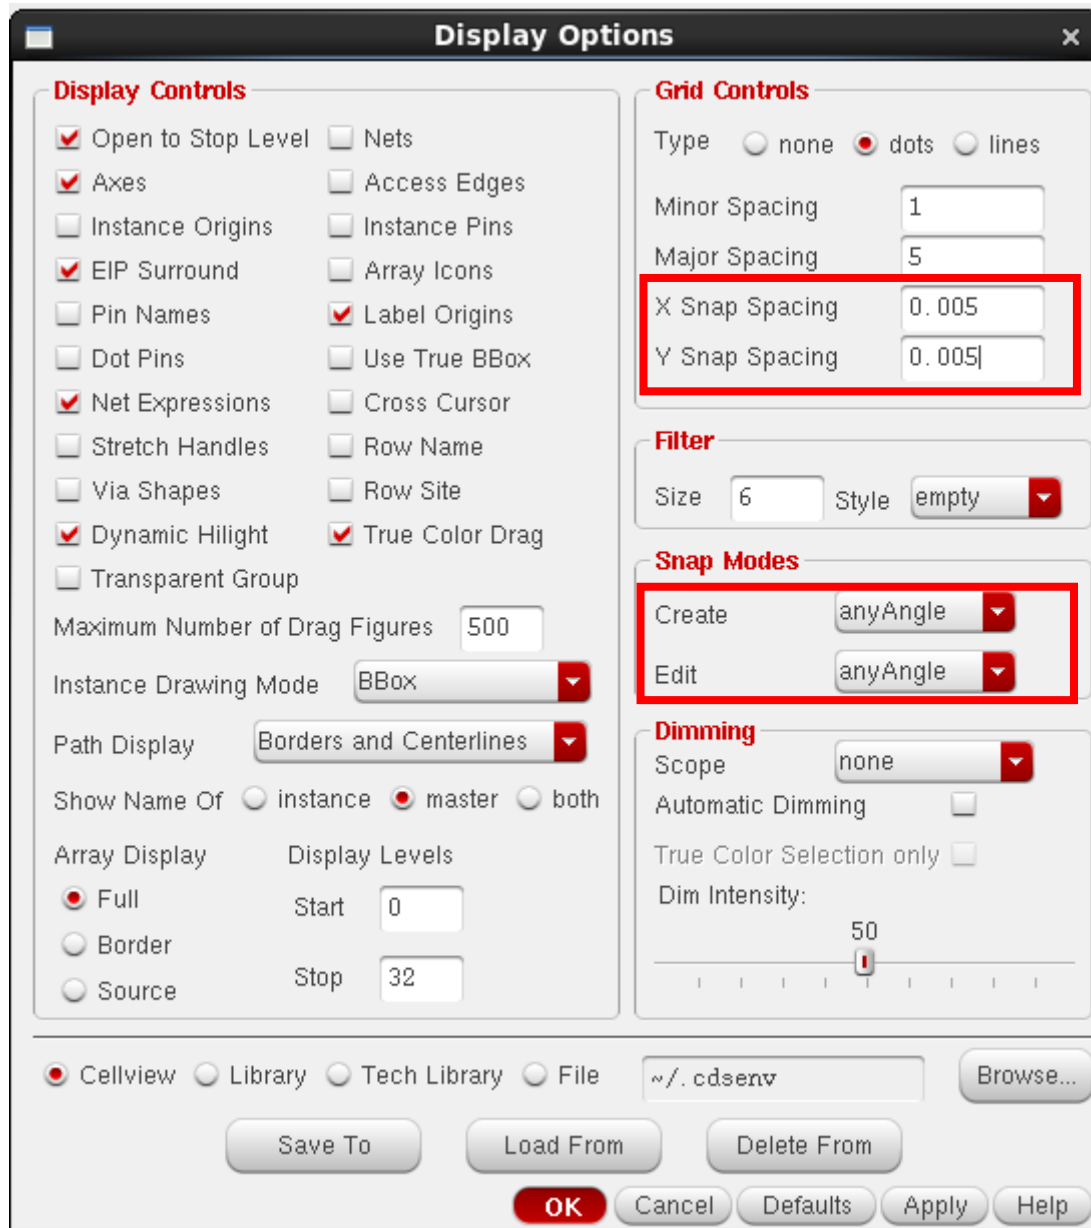 Display Options
Display Controls
Open to Stop Level
Nets
Axes
Access Edges
Instance Origins
Instance Pins
EIP Surround
Array Icons
Pin Names
Label Origins
Dot Pins
Use True BBox
Net Expressions
Cross Cursor
Stretch Handles
Row Name
Via Shapes
Row Site
Dynamic Hilight
True Color Drag
Transparent Group
Maximum Number of Drag Figures 500
Instance Drawing Mode BBox
Path Display Borders and Centerlines
Show Name Of instance master both
Array Display
Full
Border
Source
Display Levels
Start 0
Stop 32
Grid Controls
Type none dots lines
Minor Spacing 1
Major Spacing 5
X Snap Spacing 0.005
Y Snap Spacing 0.005
Filter
Size 6 Style empty
Snap Modes
Create anyAngle
Edit anyAngle
Dimming
Scope none
Automatic Dimming
True Color Selection only
Dim Intensity:
50
Cellview Library Tech Library File ~/.cdsenv Browse...
Save To Load From Delete From
OK Cancel Defaults Apply Help